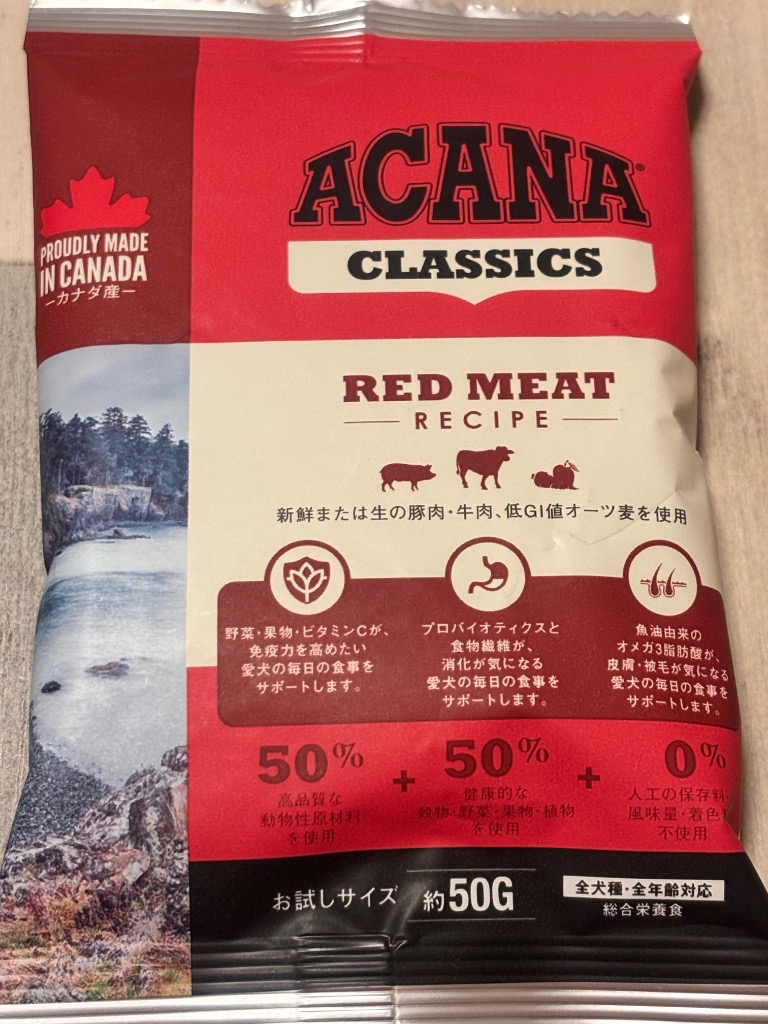 ACANA®
CLASSICS
PROUDLY MADE
IN CANADA
ーカナダ産ー
RED MEAT
RECIPE
新鮮または生の豚肉・牛肉、低GI値オーツ麦を使用
野菜・果物・ビタミンCが、
免疫力を高めたい
愛犬の毎日の食事を
サポートします。
プロバイオティクスと
食物繊維が、
消化が気になる
愛犬の毎日の食事を
サポートします。
魚油由来の
オメガ3脂肪酸が、
皮膚・被毛が気になる
愛犬の毎日の食事を
サポートします。
50%
高品質な
動物性原材料
を使用
+
50%
健康的な
穀物・野菜・果物・植物
を使用
+
0%
人工の保存料・
風味量・着色料
不使用
お試しサイズ 約50G
全犬種・全年齢対応
総合栄養食